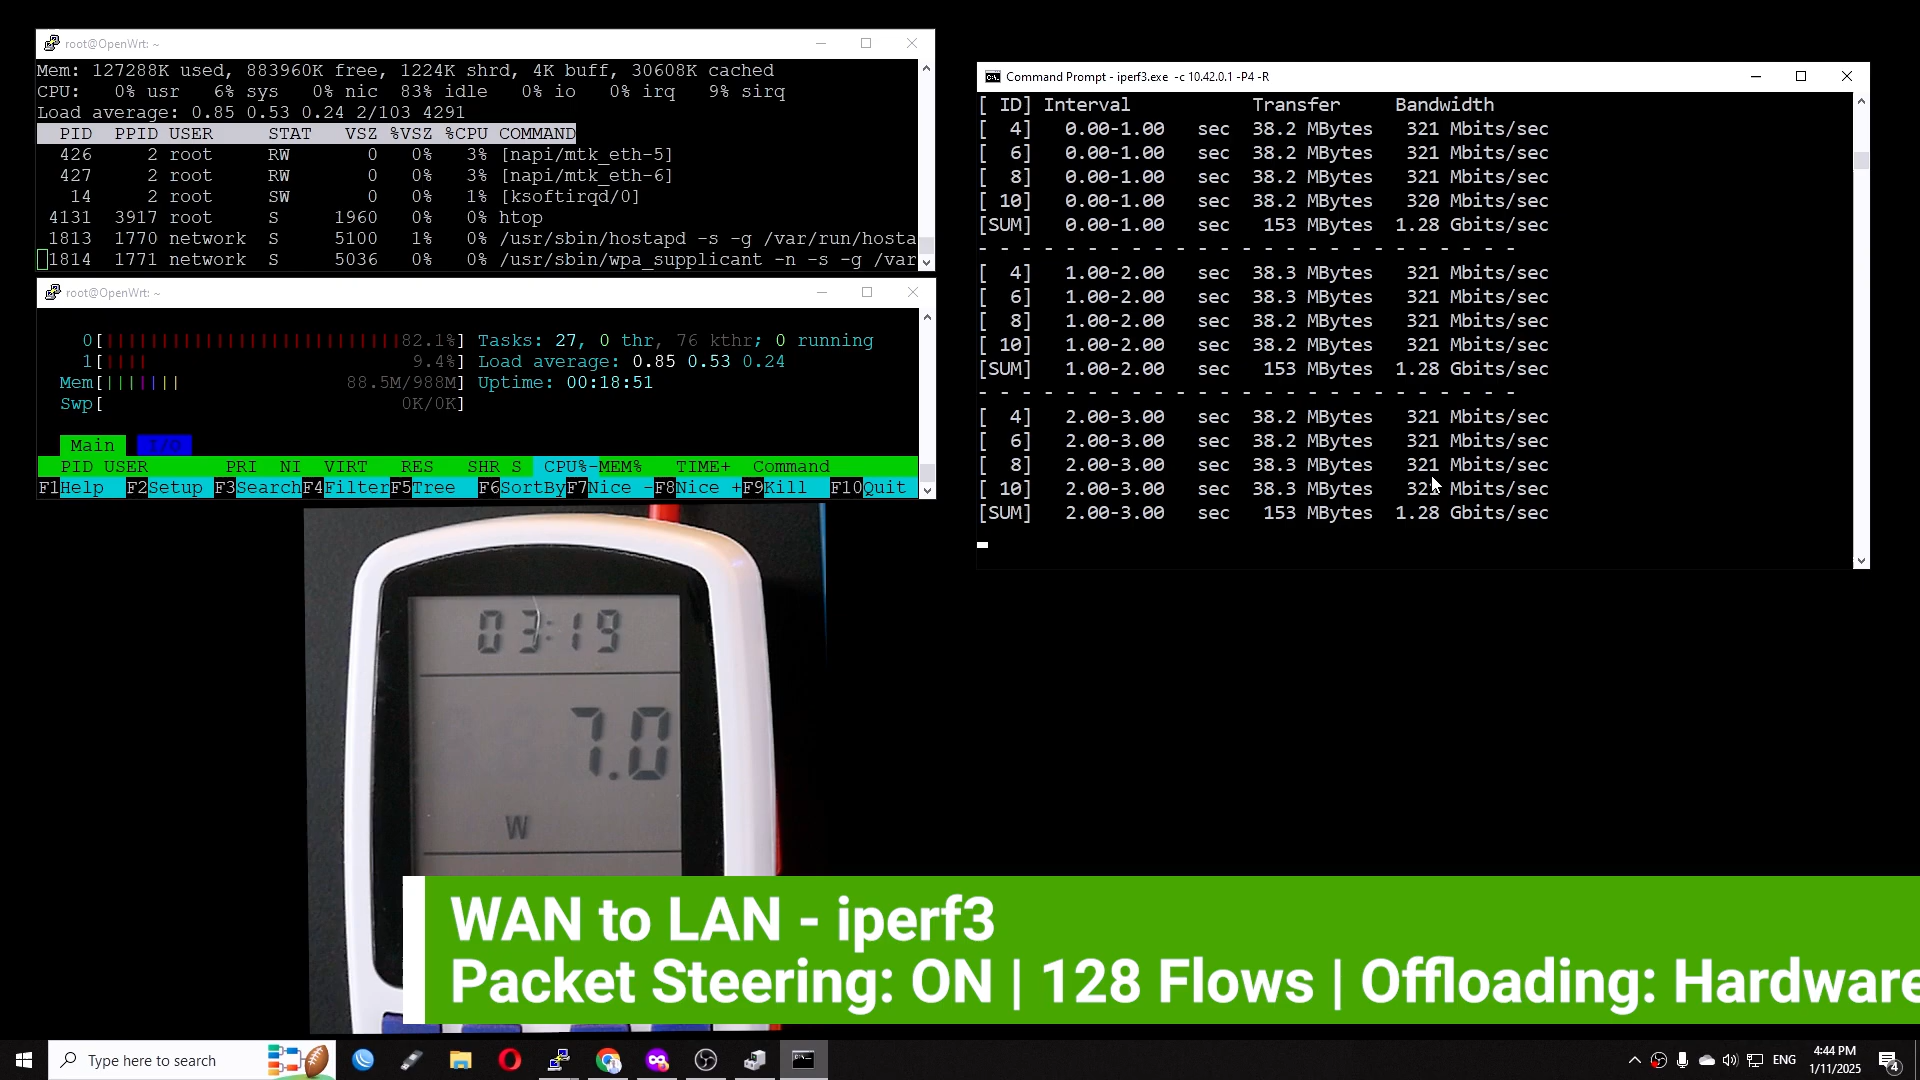 root@OpenWrt: ~
Mem: 127288K used, 883960K free, 1224K shrd, 4K buff, 30608K cached
CPU:   0% usr   6% sys   0% nic  83% idle   0% io   0% irq   9% sirq
Load average: 0.85 0.53 0.24 2/103 4291
PID  PPID USER     STAT   VSZ %VSZ %CPU COMMAND
426     2 root     RW       0   0%   3% [napi/mtk_eth-5]
427     2 root     RW       0   0%   3% [napi/mtk_eth-6]
14     2 root     SW       0   0%   1% [ksoftirqd/0]
4131  3917 root     S     1960   0%   0% htop
1813  1770 network  S     5100   1%   0% /usr/sbin/hostapd -s -g /var/run/hosta
1814  1771 network  S     5036   0%   0% /usr/sbin/wpa_supplicant -n -s -g /var
root@OpenWrt: ~
0[||||||||||||||||||||||||||82.1%] Tasks: 27, 0 thr, 76 kthr; 0 running
1[|||| 9.4%] Load average: 0.85 0.53 0.24
Mem[||||||| 88.5M/988M] Uptime: 00:18:51
Swp[ 0K/0K]
Main I/O
PID USER PRI NI VIRT RES SHR S CPU%-MEM% TIME+ Command
F1Help F2Setup F3SearchF4FilterF5Tree F6SortByF7Nice -F8Nice +F9Kill F10Quit
Command Prompt - iperf3.exe -c 10.42.0.1 -P4 -R
[ ID] Interval Transfer Bandwidth
[  4] 0.00-1.00 sec 38.2 MBytes 321 Mbits/sec
[  6] 0.00-1.00 sec 38.2 MBytes 321 Mbits/sec
[  8] 0.00-1.00 sec 38.2 MBytes 321 Mbits/sec
[ 10] 0.00-1.00 sec 38.2 MBytes 320 Mbits/sec
[SUM] 0.00-1.00 sec 153 MBytes 1.28 Gbits/sec
- - - - - - - - - - - - - - - - - - - - - - - - -
[  4] 1.00-2.00 sec 38.3 MBytes 321 Mbits/sec
[  6] 1.00-2.00 sec 38.3 MBytes 321 Mbits/sec
[  8] 1.00-2.00 sec 38.3 MBytes 321 Mbits/sec
[ 10] 1.00-2.00 sec 38.2 MBytes 321 Mbits/sec
[SUM] 1.00-2.00 sec 153 MBytes 1.28 Gbits/sec
- - - - - - - - - - - - - - - - - - - - - - - - -
[  4] 2.00-3.00 sec 38.2 MBytes 321 Mbits/sec
[  6] 2.00-3.00 sec 38.2 MBytes 321 Mbits/sec
[  8] 2.00-3.00 sec 38.2 MBytes 321 Mbits/sec
[ 10] 2.00-3.00 sec 38.3 MBytes 321 Mbits/sec
[SUM] 2.00-3.00 sec 153 MBytes 1.28 Gbits/sec
03:19
7.0
W
WAN to LAN - iperf3
Packet Steering: ON | 128 Flows | Offloading: Hardware
Type here to search
ENG
4:44 PM
1/11/2025
4